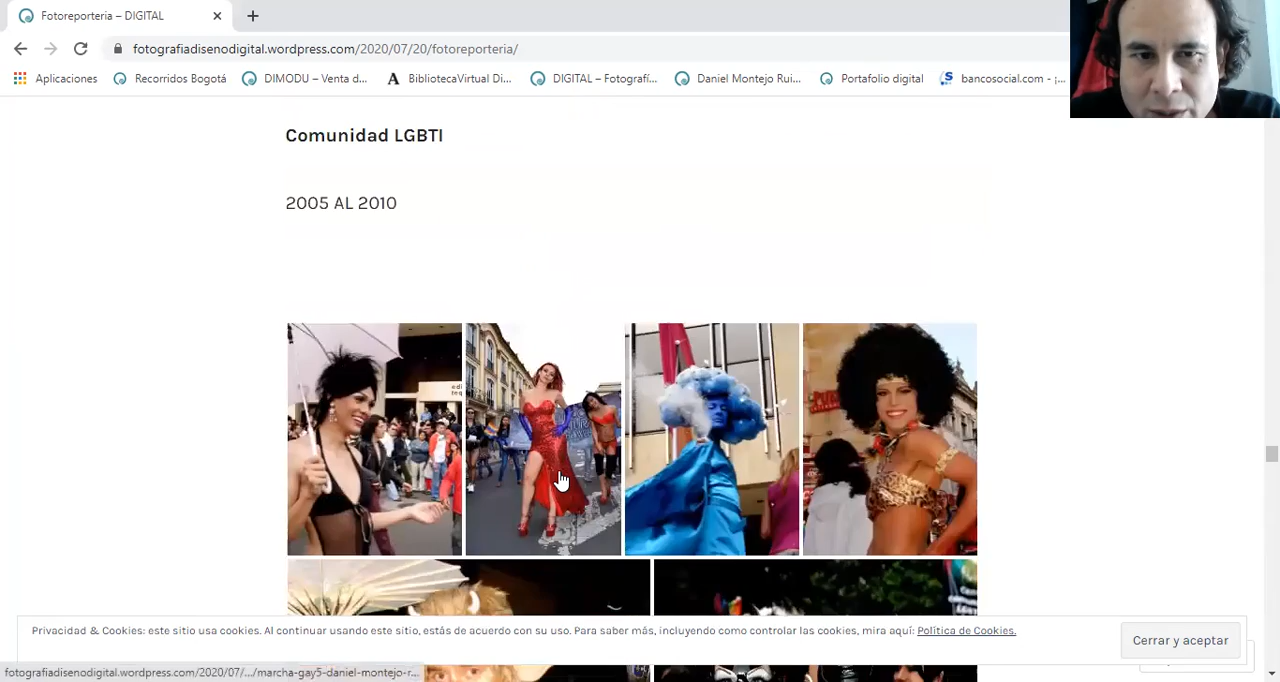 Fotoreporteria – DIGITAL
fotografiadisenodigital.wordpress.com/2020/07/20/fotoreporteria/
Aplicaciones
Recorridos Bogotá
DIMODU – Venta d...
BibliotecaVirtual Di...
DIGITAL – Fotografí...
Daniel Montejo Rui...
Portafolio digital
bancosocial.com - ¡...
Comunidad LGBTI
2005 AL 2010
Privacidad & Cookies: este sitio usa cookies. Al continuar usando este sitio, estás de acuerdo con su uso. Para saber más, incluyendo como controlar las cookies, mira aquí: Política de Cookies.
Cerrar y aceptar
fotografiadisenodigital.wordpress.com/2020/07/.../marcha-gay5-daniel-montejo-r...